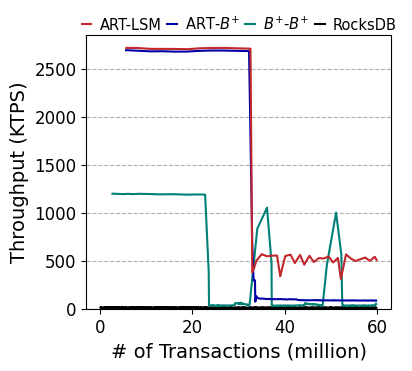 ART-LSM ART-B⁺ B⁺-B⁺ RocksDB
Throughput (KTPS)
2500
2000
1500
1000
500
0
0 20 40 60
# of Transactions (million)